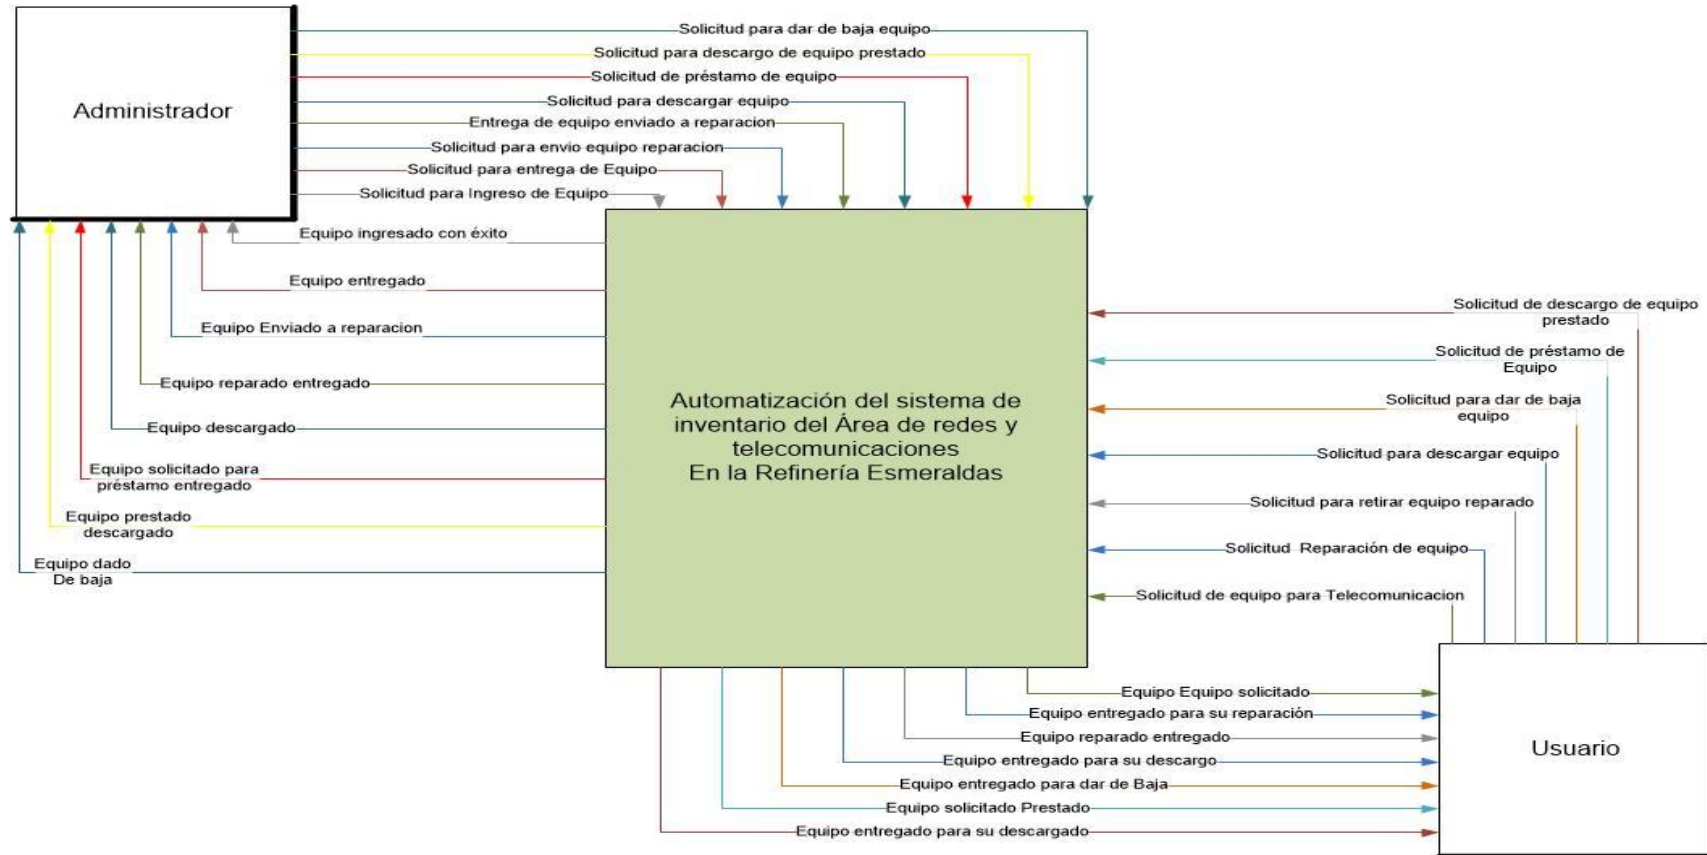 Administrador
Solicitud para dar de baja equipo
Solicitud para descargo de equipo prestado
Solicitud de préstamo de equipo
Solicitud para descargar equipo
Entrega de equipo enviado a reparacion
Solicitud para envio equipo reparacion
Solicitud para entrega de Equipo
Solicitud para Ingreso de Equipo
Equipo ingresado con éxito
Equipo entregado
Equipo Enviado a reparacion
Equipo reparado entregado
Equipo descargado
Equipo solicitado para
préstamo entregado
Equipo prestado
descargado
Equipo dado
De baja
Automatización del sistema de
inventario del Área de redes y
telecomunicaciones
En la Refinería Esmeraldas
Solicitud de descargo de equipo
prestado
Solicitud de préstamo de
Equipo
Solicitud para dar de baja
equipo
Solicitud para descargar equipo
Solicitud para retirar equipo reparado
Solicitud Reparación de equipo
Solicitud de equipo para Telecomunicacion
Equipo Equipo solicitado
Equipo entregado para su reparación
Equipo reparado entregado
Equipo entregado para su descargo
Equipo entregado para dar de Baja
Equipo solicitado Prestado
Equipo entregado para su descargado
Usuario